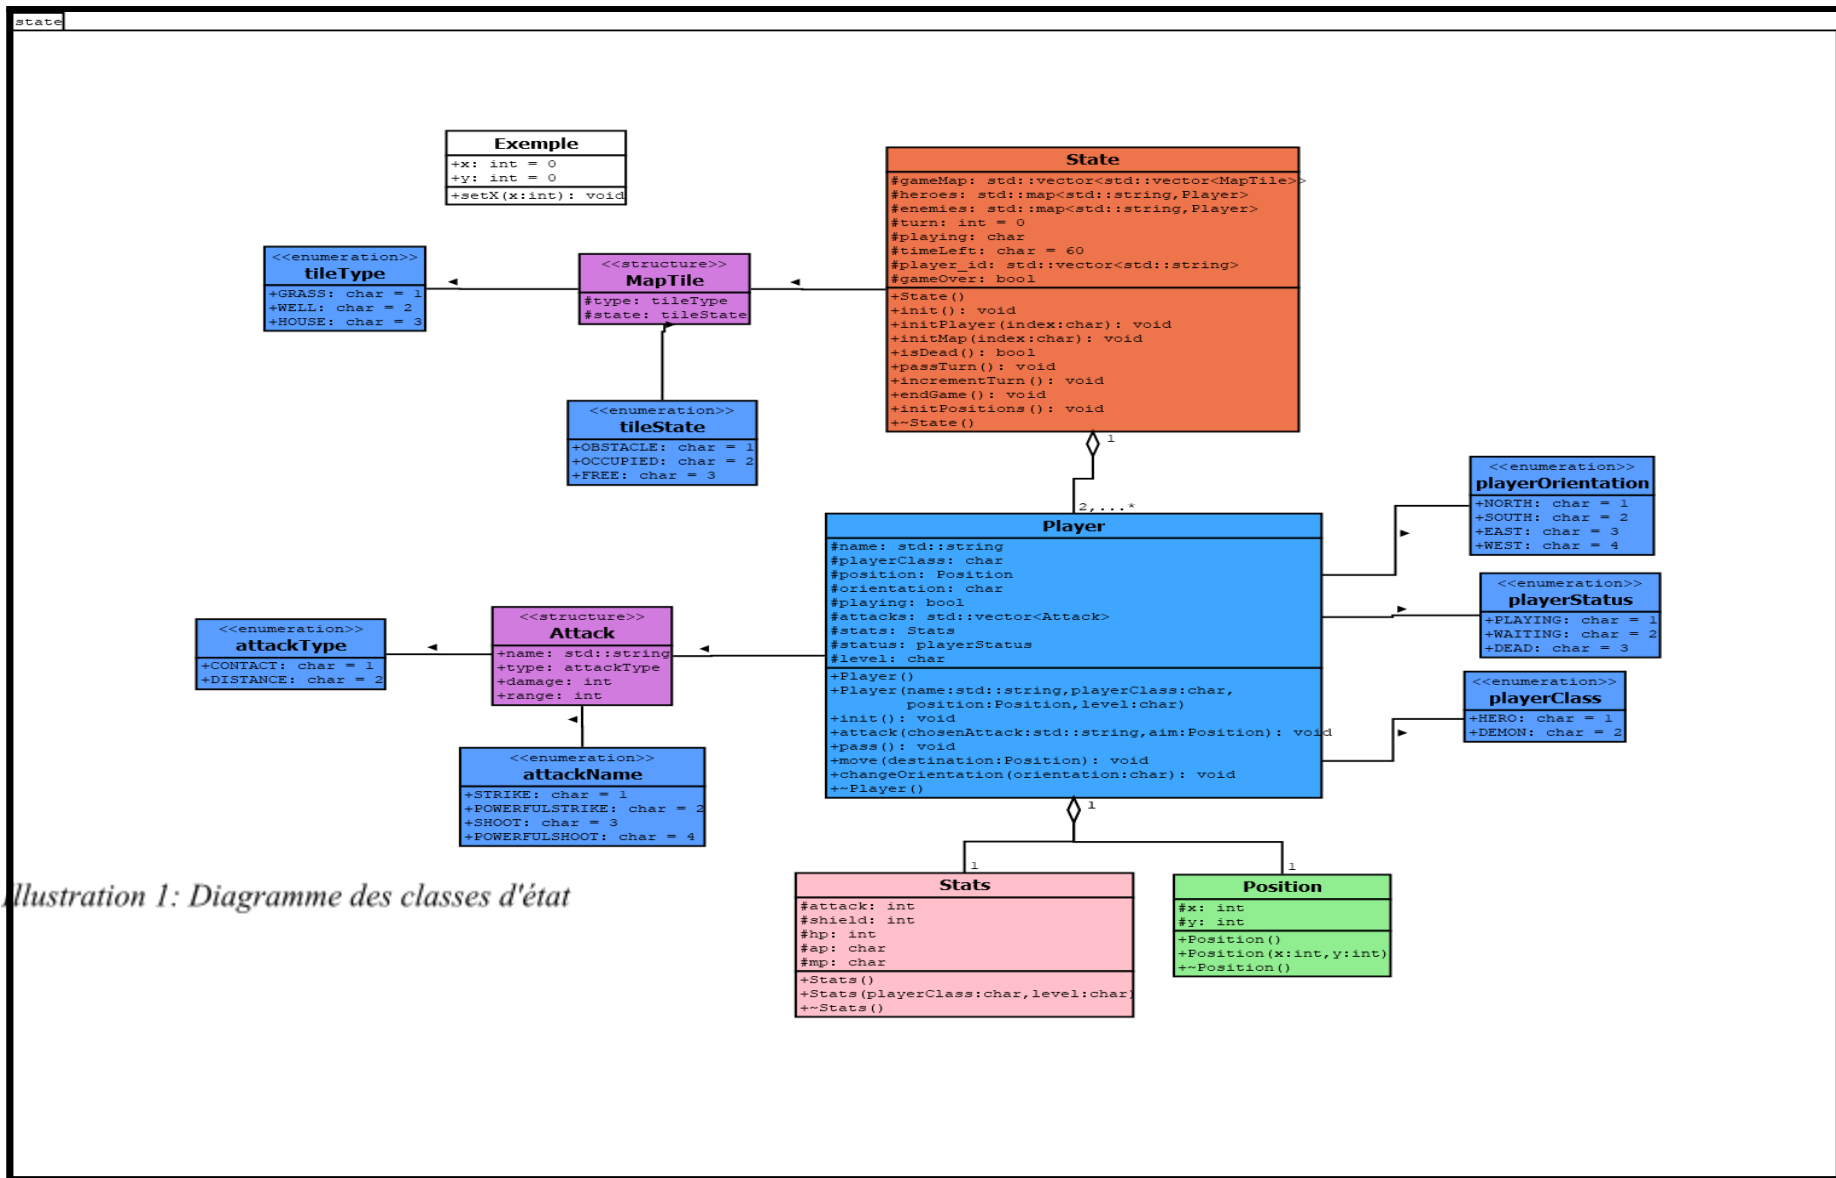 state
Exemple
+x: int = 0
+y: int = 0
+setX(x:int): void
State
#gameMap: std::vector<std::vector<MapTile>>
#heroes: std::map<std::string,Player>
#enemies: std::map<std::string,Player>
#turn: int = 0
#playing: char
#timeLeft: char = 60
#player_id: std::vector<std::string>
#gameOver: bool
+State()
+init(): void
+initPlayer(index:char): void
+initMap(index:char): void
+isDead(): bool
+passTurn(): void
+incrementTurn(): void
+endGame(): void
+initPositions(): void
+~State()
<<enumeration>>
tileType
+GRASS: char = 1
+WELL: char = 2
+HOUSE: char = 3
<<structure>>
MapTile
#type: tileType
#state: tileState
<<enumeration>>
tileState
+OBSTACLE: char = 1
+OCCUPIED: char = 2
+FREE: char = 3
1
2,...*
Player
#name: std::string
#playerClass: char
#position: Position
#orientation: char
#playing: bool
#attacks: std::vector<Attack>
#stats: Stats
#status: playerStatus
#level: char
+Player()
+Player(name:std::string,playerClass:char,
position:Position,level:char)
+init(): void
+attack(chosenAttack:std::string,aim:Position): void
+pass(): void
+move(destination:Position): void
+changeOrientation(orientation:char): void
+~Player()
<<enumeration>>
playerOrientation
+NORTH: char = 1
+SOUTH: char = 2
+EAST: char = 3
+WEST: char = 4
<<enumeration>>
playerStatus
+PLAYING: char = 1
+WAITING: char = 2
+DEAD: char = 3
<<enumeration>>
playerClass
+HERO: char = 1
+DEMON: char = 2
<<enumeration>>
attackType
+CONTACT: char = 1
+DISTANCE: char = 2
<<structure>>
Attack
+name: std::string
+type: attackType
+damage: int
+range: int
<<enumeration>>
attackName
+STRIKE: char = 1
+POWERFULSTRIKE: char = 2
+SHOOT: char = 3
+POWERFULSHOOT: char = 4
1
1
1
Stats
#attack: int
#shield: int
#hp: int
#ap: char
#mp: char
+Stats()
+Stats(playerClass:char,level:char)
+~Stats()
Position
#x: int
#y: int
+Position()
+Position(x:int,y:int)
+~Position()
Illustration 1: Diagramme des classes d'état